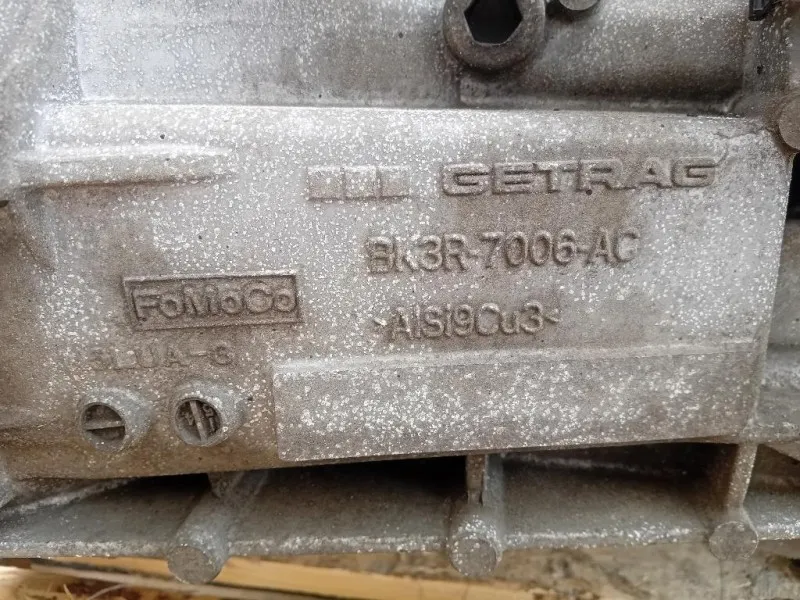 GETRAG
BK3R-7006-AC
FoMoCo
>AlSi9Cu3<